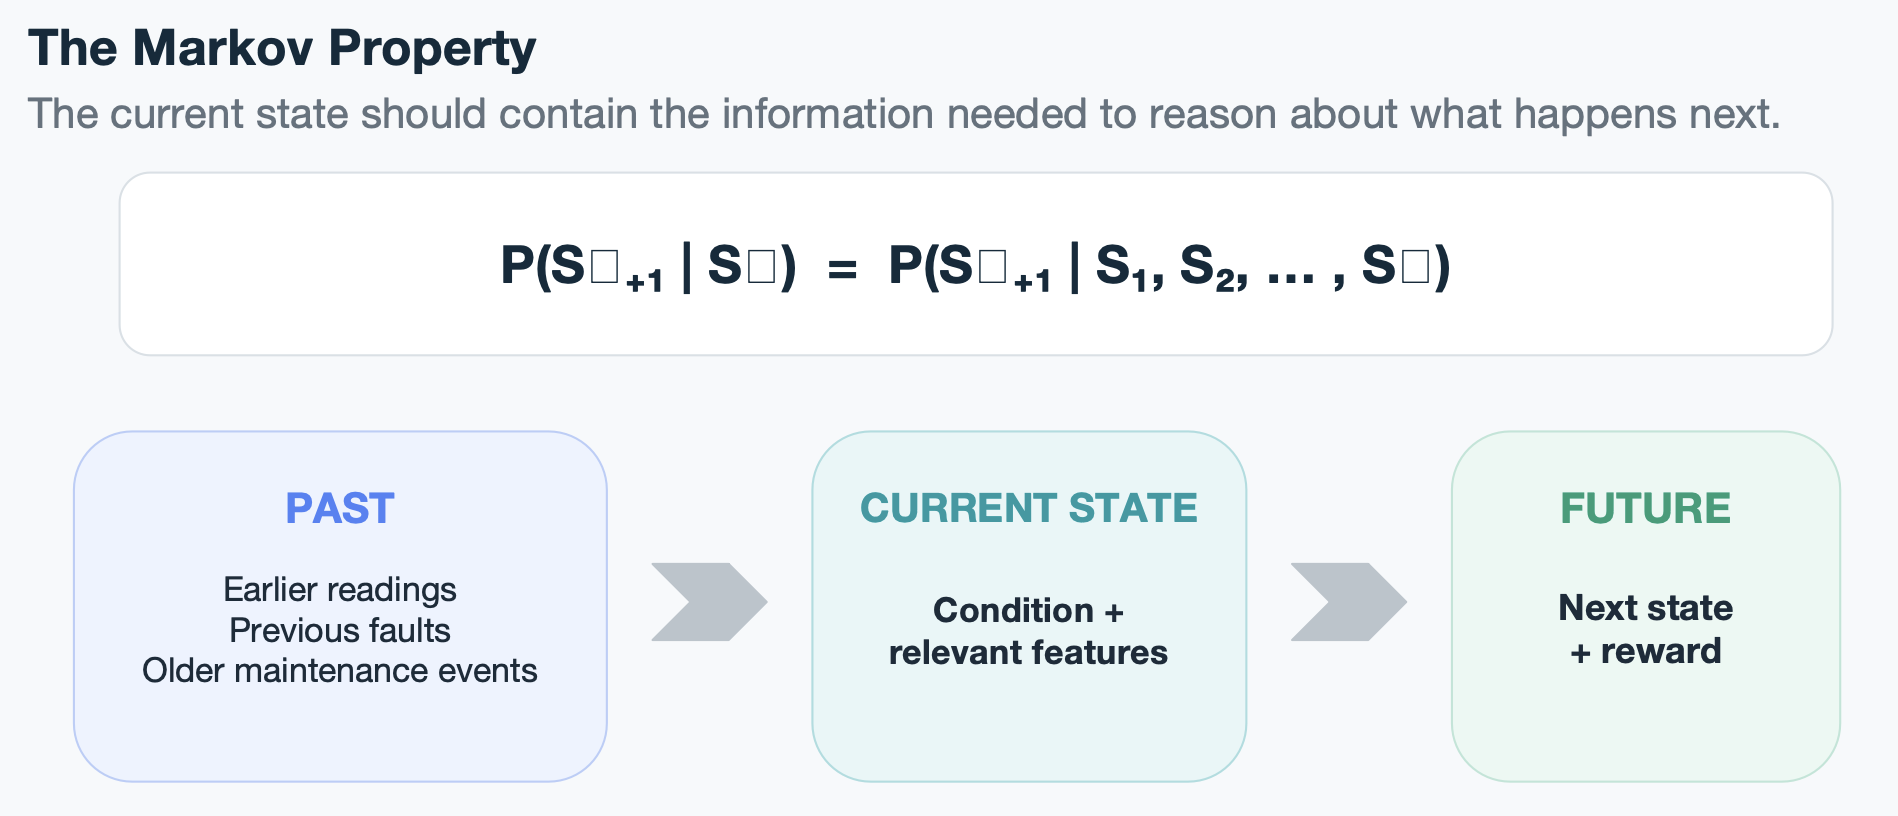 The Markov Property
The current state should contain the information needed to reason about what happens next.
P(S□₊₁ | S□) = P(S□₊₁ | S₁, S₂, … , S□)
PAST
Earlier readings
Previous faults
Older maintenance events
CURRENT STATE
Condition +
relevant features
FUTURE
Next state
+ reward